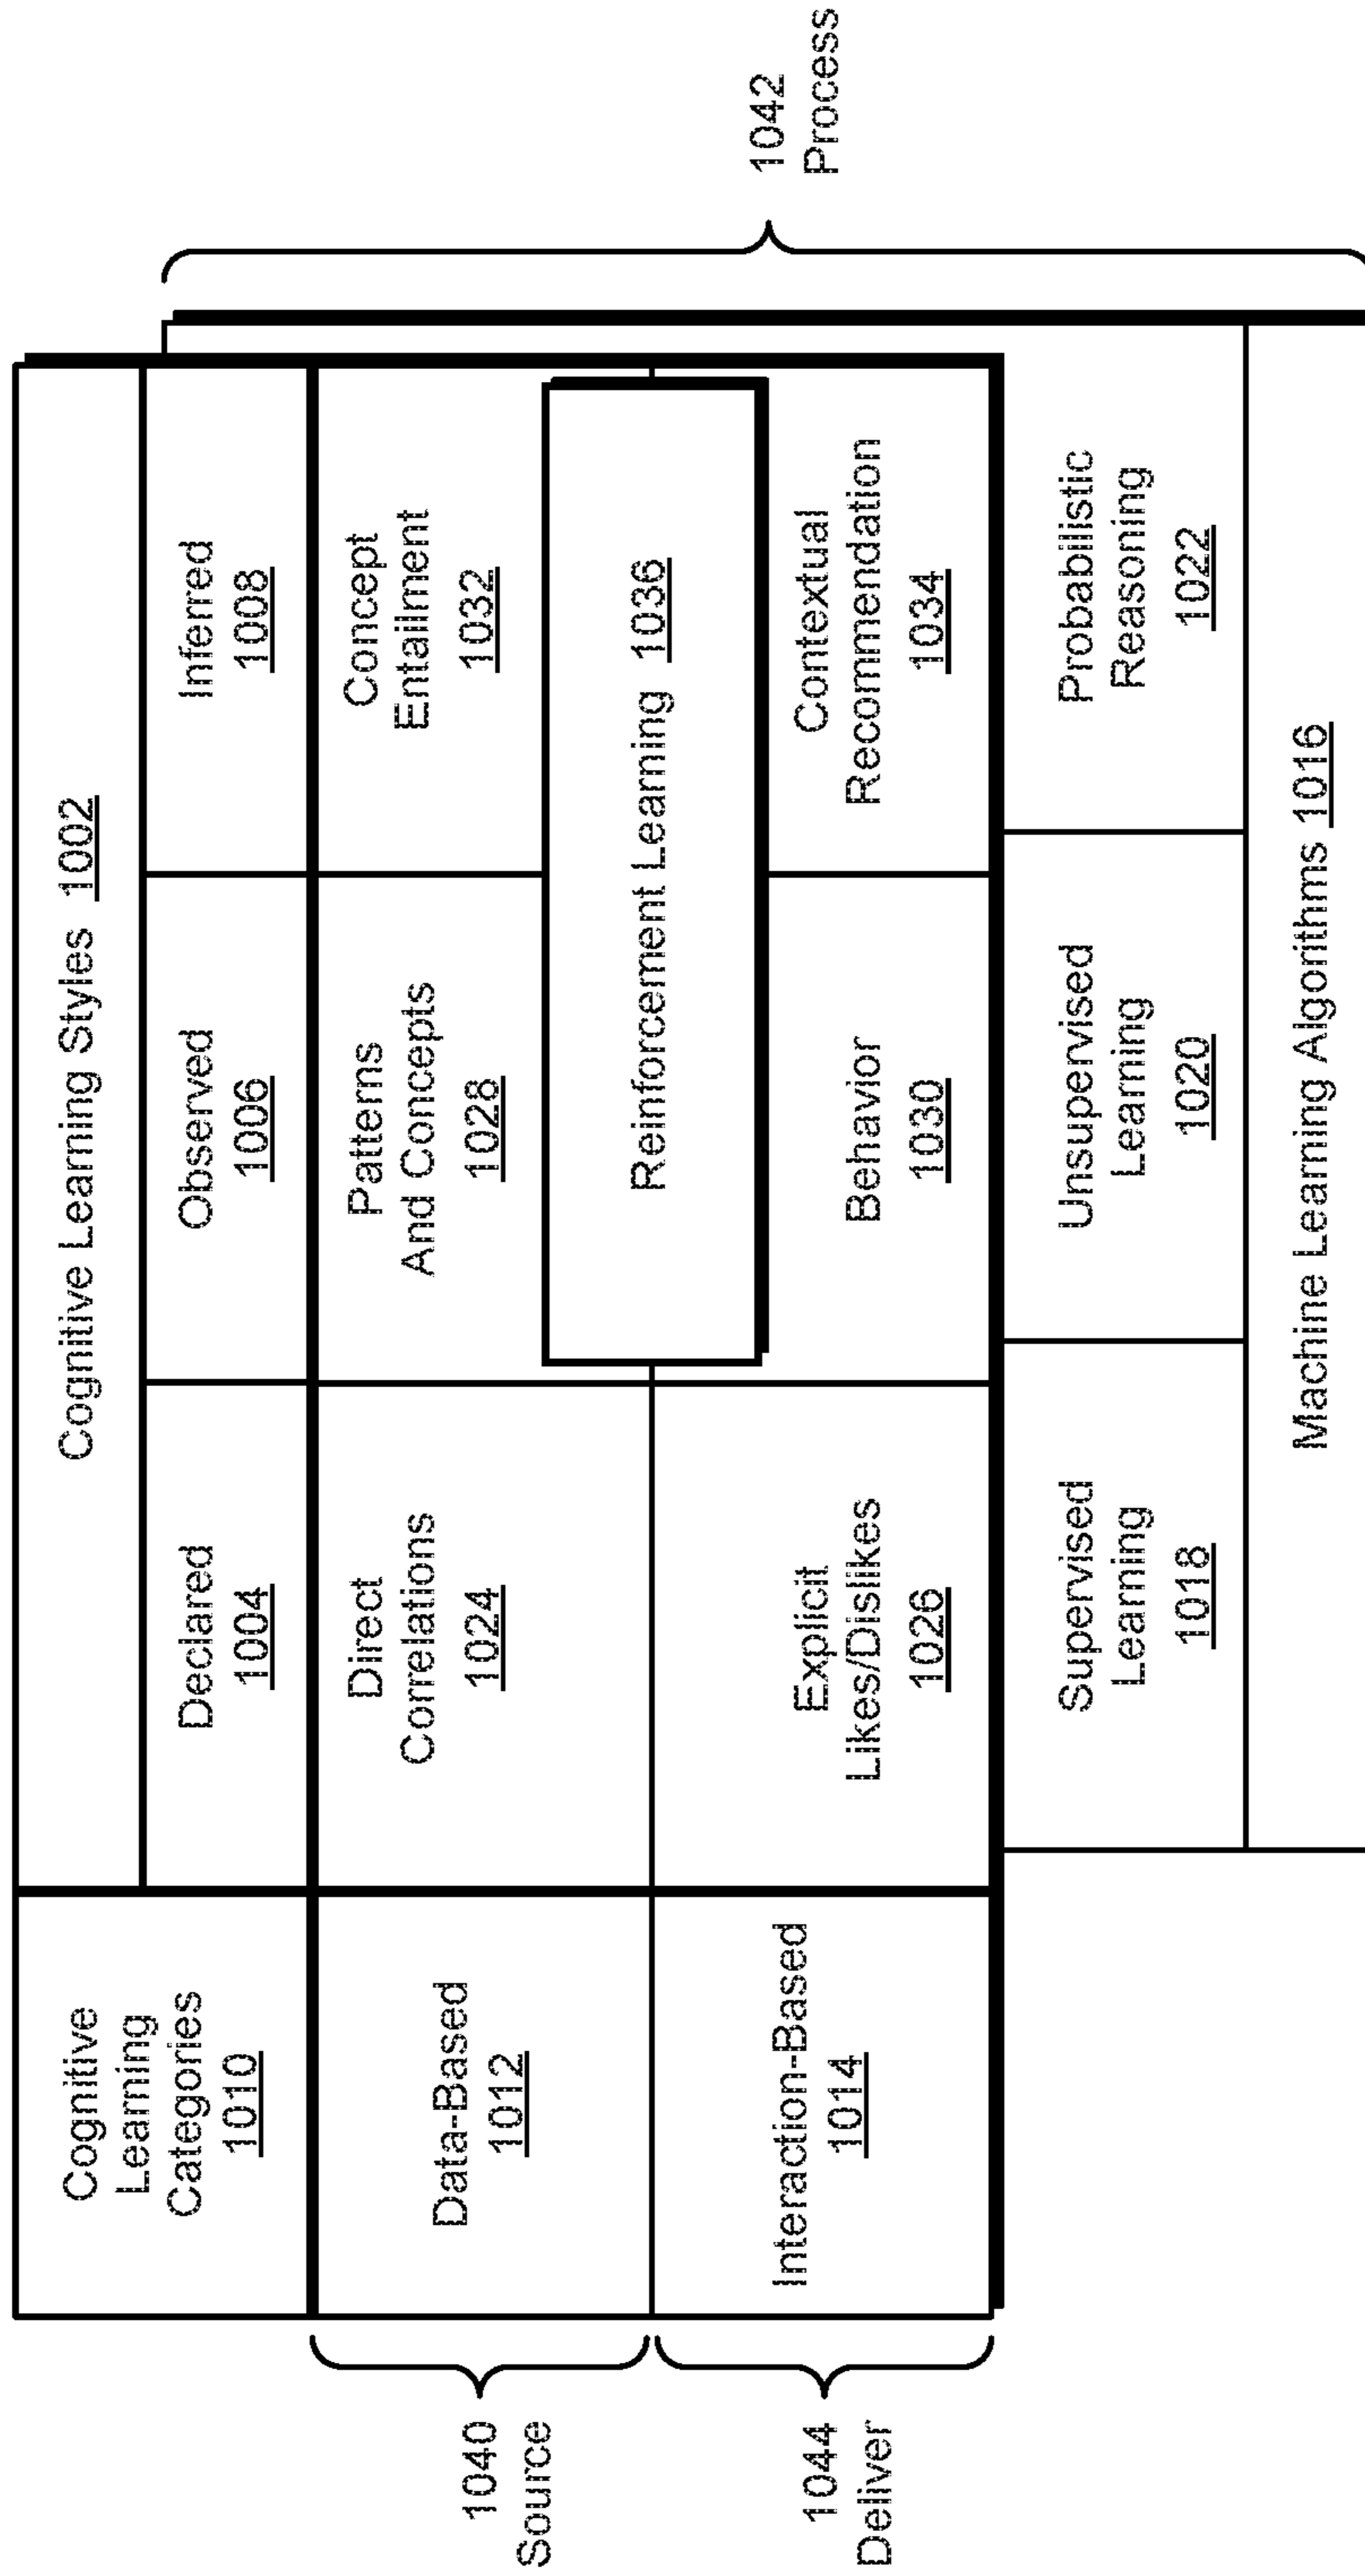 Cognitive Learning Styles 1002
Cognitive
Learning
Categories
1010
Declared
1004
Observed
1006
Inferred
1008
1040
Source
Data-Based
1012
Direct
Correlations
1024
Patterns
And Concepts
1028
Concept
Entailment
1032
Reinforcement Learning 1036
1042
Process
1044
Deliver
Interaction-Based
1014
Explicit
Likes/Dislikes
1026
Behavior
1030
Contextual
Recommendation
1034
Supervised
Learning
1018
Unsupervised
Learning
1020
Probabilistic
Reasoning
1022
Machine Learning Algorithms 1016